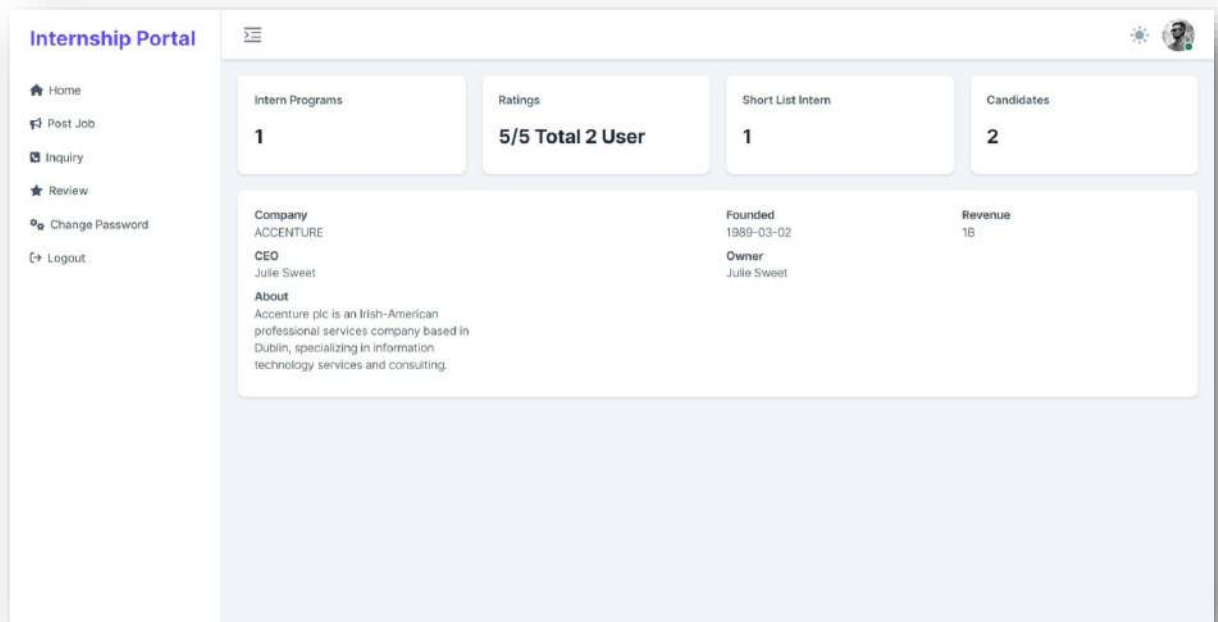 Internship Portal
Home
Post Job
Inquiry
Review
Change Password
Logout
Intern Programs
1
Ratings
5/5 Total 2 User
Short List Intern
1
Candidates
2
Company
ACCENTURE
CEO
Julie Sweet
About
Accenture plc is an Irish-American
professional services company based in
Dublin, specializing in information
technology services and consulting.
Founded
1989-03-02
Owner
Julie Sweet
Revenue
1B